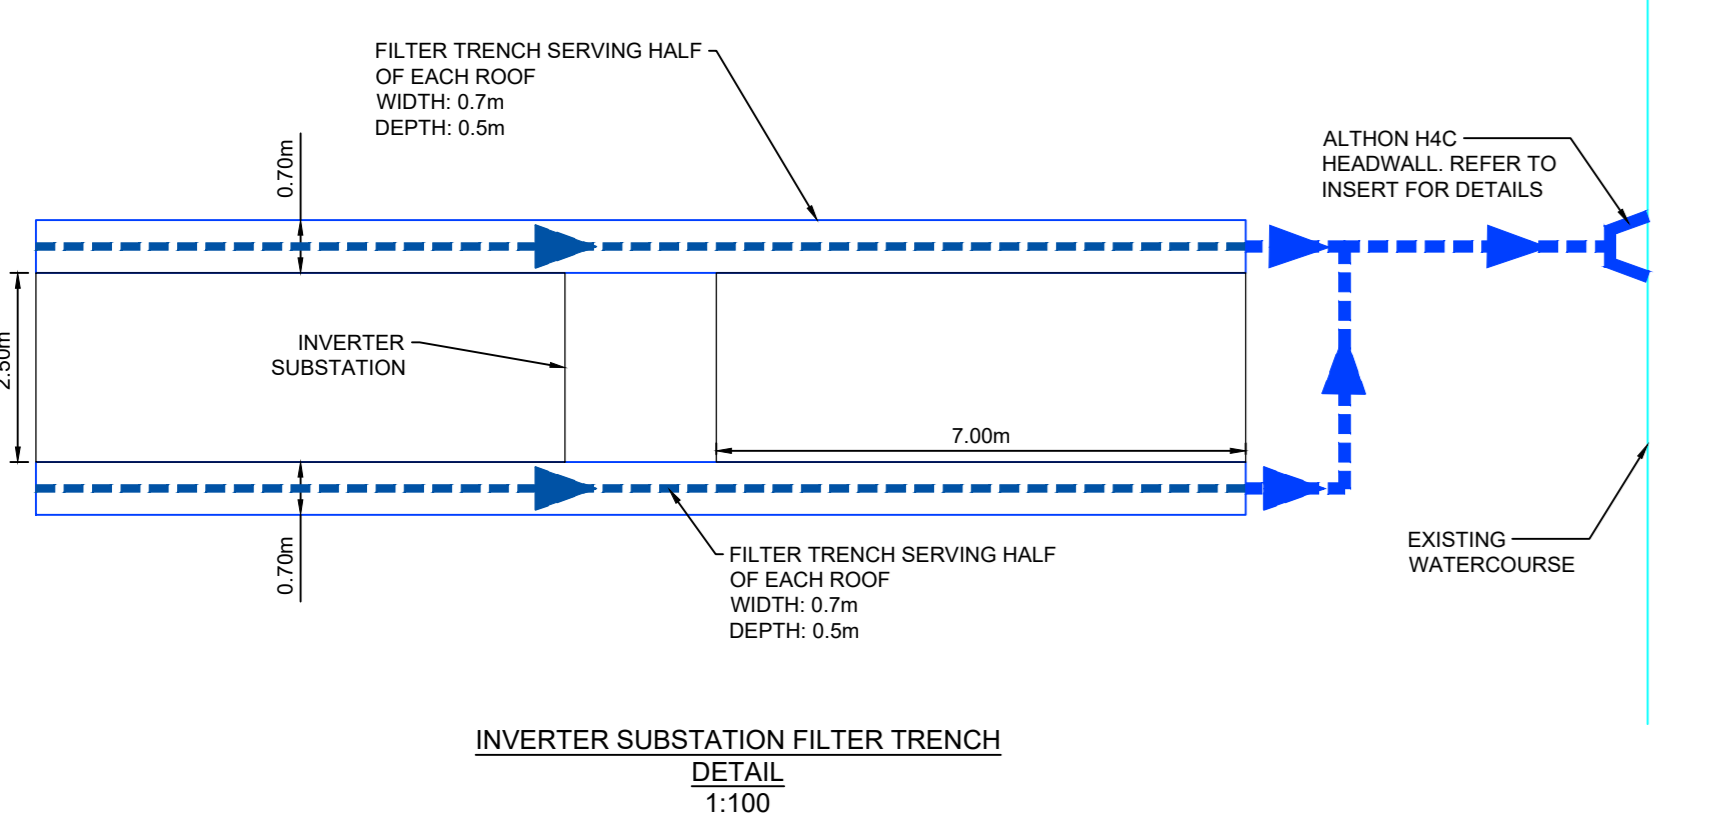 FILTER TRENCH SERVING HALF
OF EACH ROOF
WIDTH: 0.7m
DEPTH: 0.5m
0.70m
ALTHON H4C
HEADWALL. REFER TO
INSERT FOR DETAILS
2.50m
INVERTER
SUBSTATION
7.00m
0.70m
FILTER TRENCH SERVING HALF
OF EACH ROOF
WIDTH: 0.7m
DEPTH: 0.5m
EXISTING
WATERCOURSE
INVERTER SUBSTATION FILTER TRENCH
DETAIL
1:100